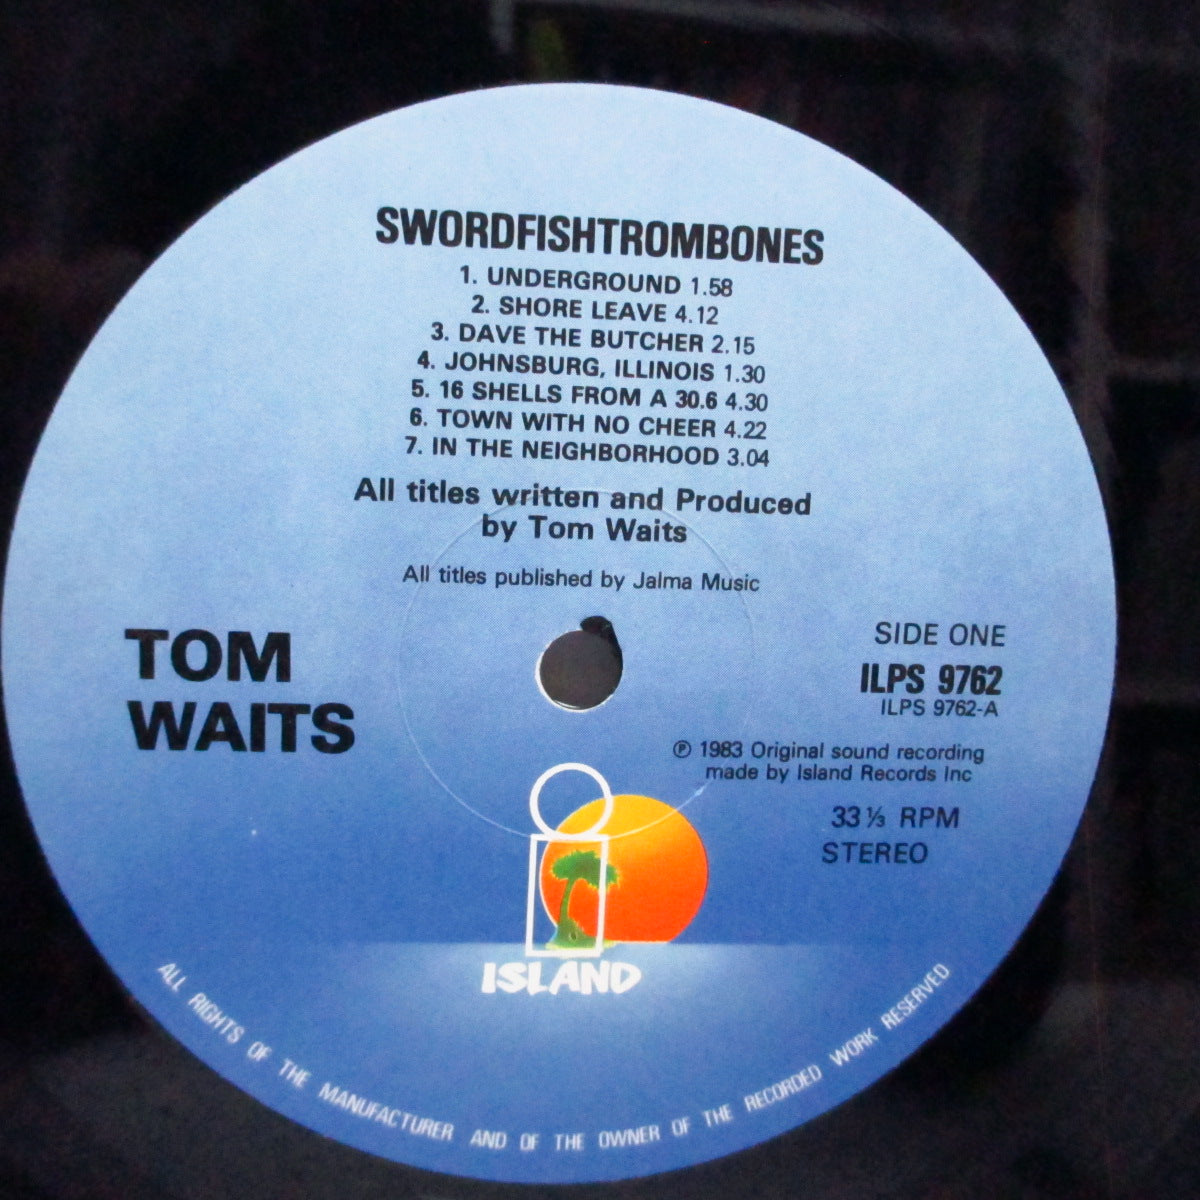 SWORDFISHTROMBONES
1. UNDERGROUND 1.58
2. SHORE LEAVE 4.12
3. DAVE THE BUTCHER 2.15
4. JOHNSBURG, ILLINOIS 1.30
5. 16 SHELLS FROM A 30.6 4.30
6. TOWN WITH NO CHEER 4.22
7. IN THE NEIGHBORHOOD 3.04
All titles written and Produced
by Tom Waits
All titles published by Jalma Music
TOM
WAITS
SIDE ONE
ILPS 9762
ILPS 9762-A
℗ 1983 Original sound recording
made by Island Records Inc
33⅓ RPM
STEREO
i
ISLAND
ALL RIGHTS OF THE MANUFACTURER AND OF THE OWNER OF THE RECORDED WORK RESERVED